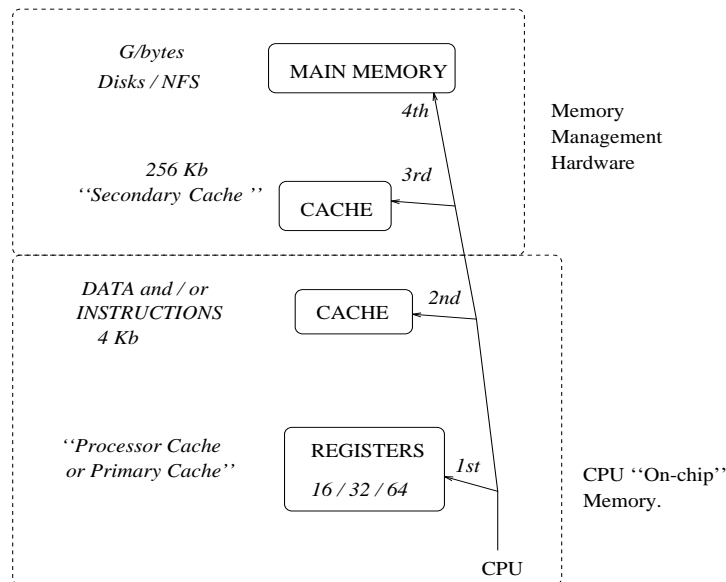 G/bytes
Disks / NFS
MAIN MEMORY
4th
Memory
Management
Hardware
256 Kb
‘‘Secondary Cache ’’
3rd
CACHE
DATA and / or
INSTRUCTIONS
4 Kb
CACHE
2nd
‘‘Processor Cache
or Primary Cache’’
REGISTERS
16 / 32 / 64
1st
CPU ‘‘On-chip’’
Memory.
CPU